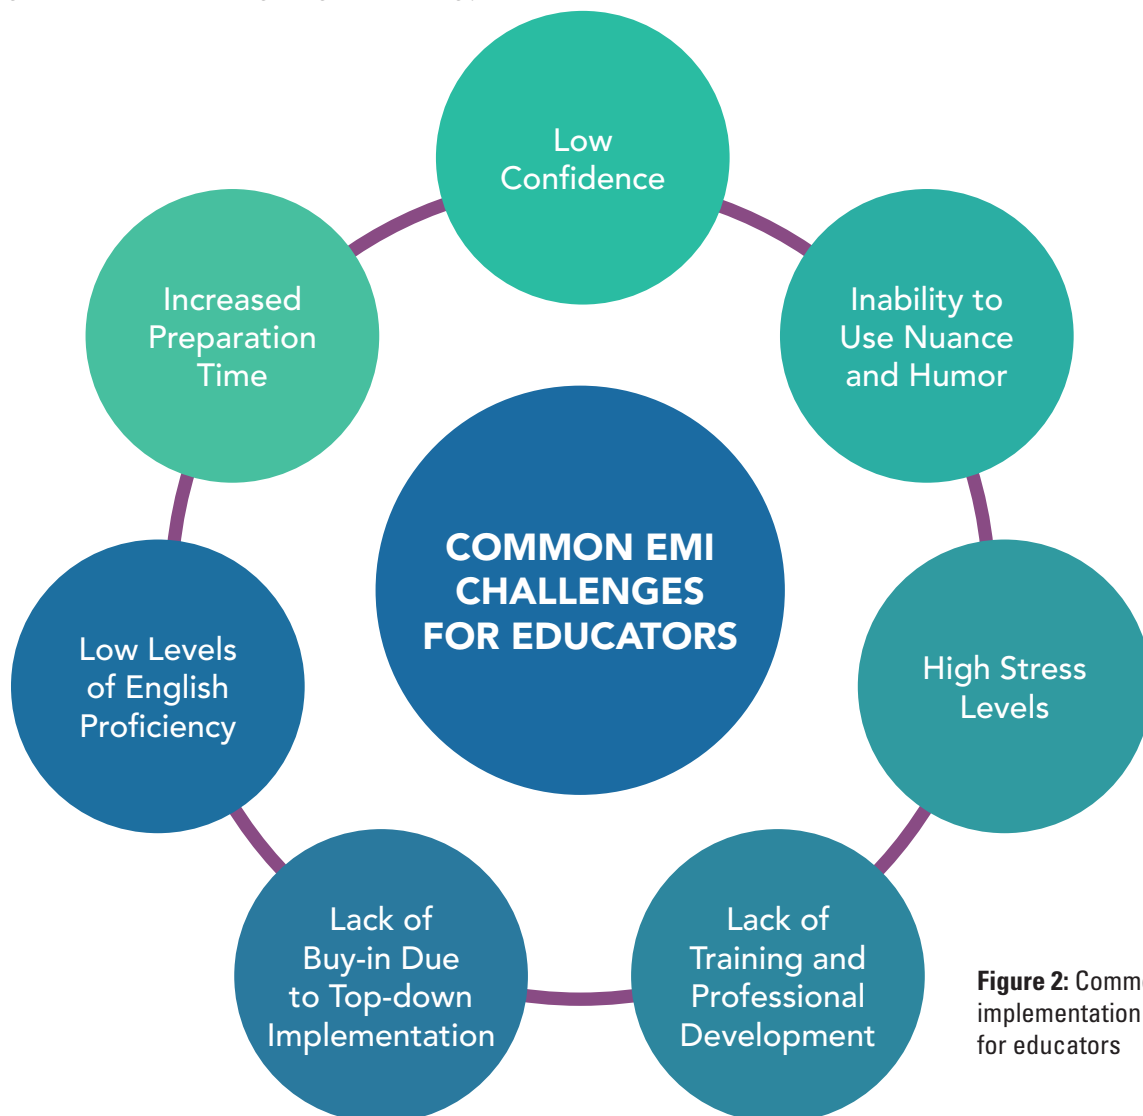 Low
Confidence
Increased
Preparation
Time
Inability to
Use Nuance
and Humor
COMMON EMI
CHALLENGES
FOR EDUCATORS
Low Levels
of English
Proficiency
High Stress
Levels
Lack of
Buy-in Due
to Top-down
Implementation
Lack of
Training and
Professional
Development
Figure 2:
implementation
for educators